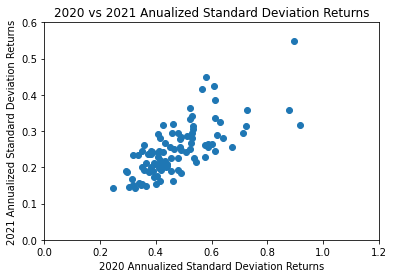 2020 vs 2021 Anualized Standard Deviation Returns
0.6
0.5
0.4
0.3
0.2
0.1
0.0
0.0 0.2 0.4 0.6 0.8 1.0 1.2
2021 Annualized Standard Deviation Returns
2020 Annualized Standard Deviation Returns